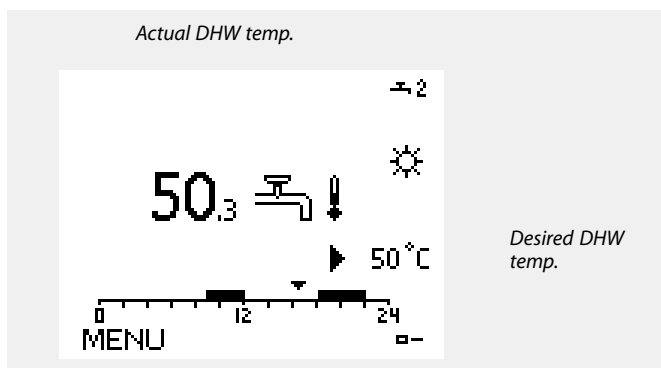 Actual DHW temp.
2
50.3
Desired DHW
temp.
50°C
0 12 24
MENU